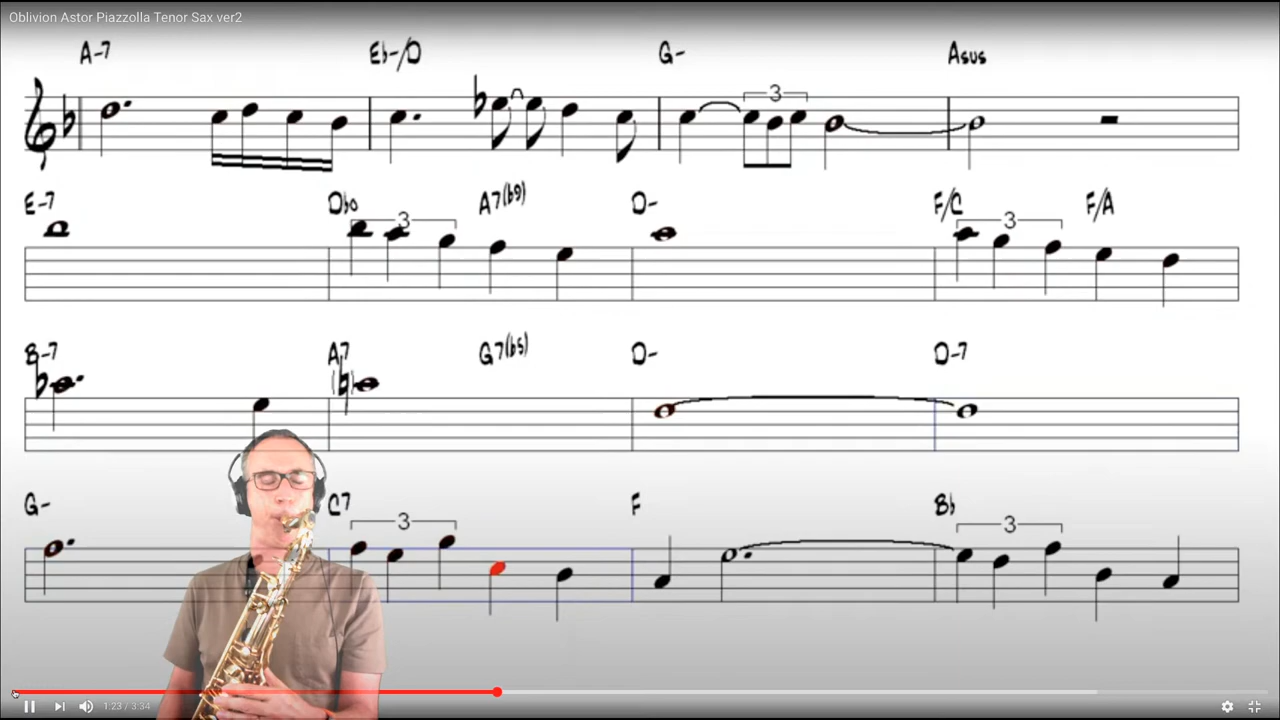 Oblivion Astor Piazzolla Tenor Sax ver2
A-7 Eb-/D G- Asus
3
E-7 Db° A7(b9) D- F/C F/A
3 3
B-7 A7 G7(b5) D- D-7
G- C7 F Bb
3 3
1:23 / 3:34